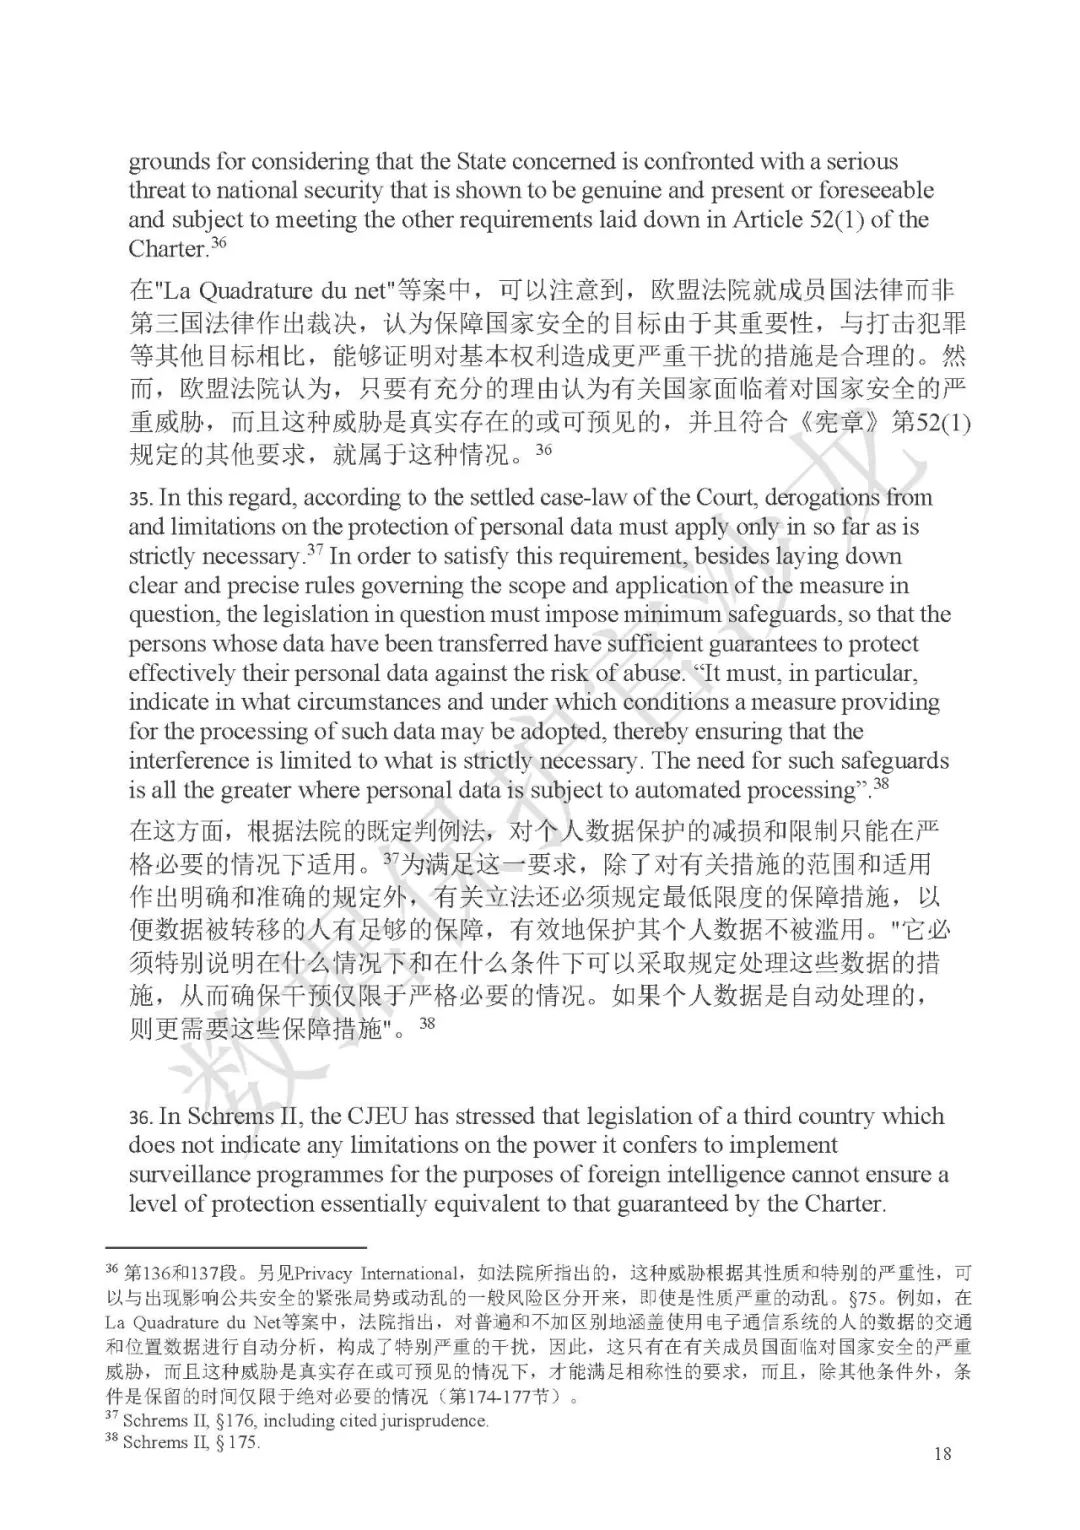 grounds for considering that the State concerned is confronted with a serious
threat to national security that is shown to be genuine and present or foreseeable
and subject to meeting the other requirements laid down in Article 52(1) of the
Charter.36
在"La Quadrature du net"等案中，可以注意到，欧盟法院就成员国法律而非
第三国法律作出裁决，认为保障国家安全的目标由于其重要性，与打击犯罪
等其他目标相比，能够证明对基本权利造成更严重干扰的措施是合理的。然
而，欧盟法院认为，只要有充分的理由认为有关国家面临着对国家安全的严
重威胁，而且这种威胁是真实存在的或可预见的，并且符合《宪章》第52(1)
规定的其他要求，就属于这种情况。36
35. In this regard, according to the settled case-law of the Court, derogations from
and limitations on the protection of personal data must apply only in so far as is
strictly necessary.37 In order to satisfy this requirement, besides laying down
clear and precise rules governing the scope and application of the measure in
question, the legislation in question must impose minimum safeguards, so that the
persons whose data have been transferred have sufficient guarantees to protect
effectively their personal data against the risk of abuse. “It must, in particular,
indicate in what circumstances and under which conditions a measure providing
for the processing of such data may be adopted, thereby ensuring that the
interference is limited to what is strictly necessary. The need for such safeguards
is all the greater where personal data is subject to automated processing”.38
在这方面，根据法院的既定判例法，对个人数据保护的减损和限制只能在严
格必要的情况下适用。37为满足这一要求，除了对有关措施的范围和适用
作出明确和准确的规定外，有关立法还必须规定最低限度的保障措施，以
便数据被转移的人有足够的保障，有效地保护其个人数据不被滥用。"它必
须特别说明在什么情况下和在什么条件下可以采取规定处理这些数据的措
施，从而确保干预仅限于严格必要的情况。如果个人数据是自动处理的，
则更需要这些保障措施"。38
36. In Schrems II, the CJEU has stressed that legislation of a third country which
does not indicate any limitations on the power it confers to implement
surveillance programmes for the purposes of foreign intelligence cannot ensure a
level of protection essentially equivalent to that guaranteed by the Charter.
36 第136和137段。另见Privacy International，如法院所指出的，这种威胁根据其性质和特别的严重性，可
以与出现影响公共安全的紧张局势或动乱的一般风险区分开来，即使是性质严重的动乱。§75。例如，在
La Quadrature du Net等案中，法院指出，对普遍和不加区别地涵盖使用电子通信系统的人的数据的交通
和位置数据进行自动分析，构成了特别严重的干扰，因此，这只有在有关成员国面临对国家安全的严重
威胁，而且这种威胁是真实存在或可预见的情况下，才能满足相称性的要求，而且，除其他条件外，条
件是保留的时间仅限于绝对必要的情况（第174-177节）。
37 Schrems II, §176, including cited jurisprudence.
38 Schrems II, § 175.
18
数据保护官沙龙